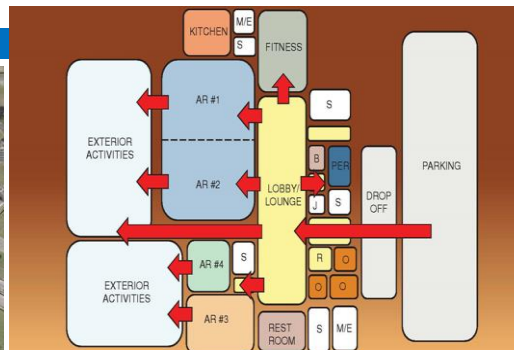 KITCHEN
M/E
S
FITNESS
AR #1
S
EXTERIOR
ACTIVITIES
B
PER
PARKING
AR #2
LOBBY/
LOUNGE
DROP
OFF
J
S
AR #4
S
R
O
EXTERIOR
ACTIVITIES
O
O
AR #3
REST
ROOM
S
M/E